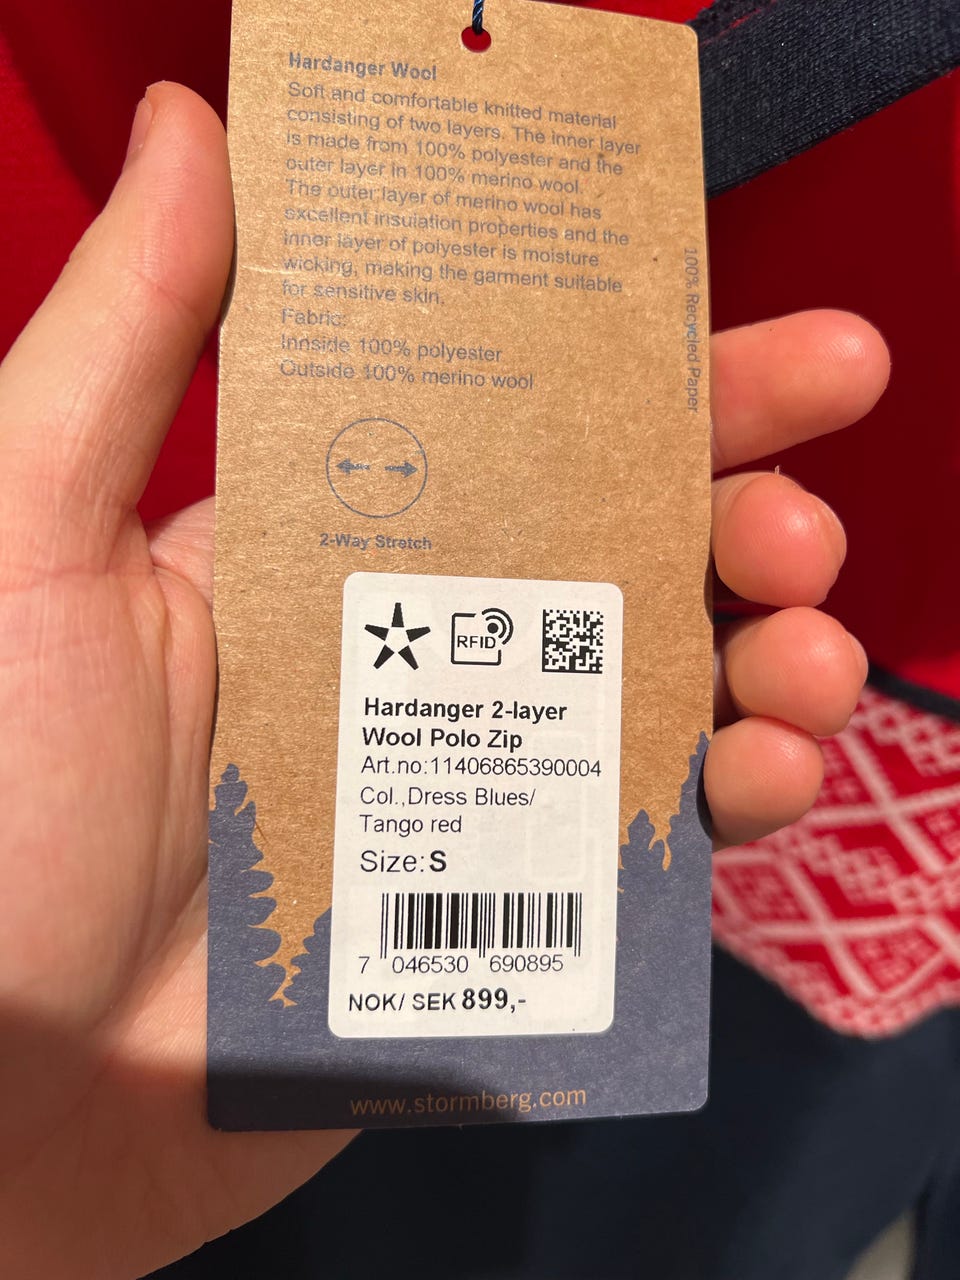 Hardanger Wool
Soft and comfortable knitted material
consisting of two layers. The inner layer
is made from 100% polyester and the
outer layer in 100% merino wool.
The outer layer of merino wool has
excellent insulation properties and the
inner layer of polyester is moisture
wicking, making the garment suitable
for sensitive skin.
Fabric:
Innside 100% polyester
Outside 100% merino wool
100% Recycled Paper
2-Way Stretch
RFID
Hardanger 2-layer
Wool Polo Zip
Art.no:11406865390004
Col.,Dress Blues/
Tango red
Size:S
7 046530 690895
NOK/ SEK 899,-
www.stormberg.com